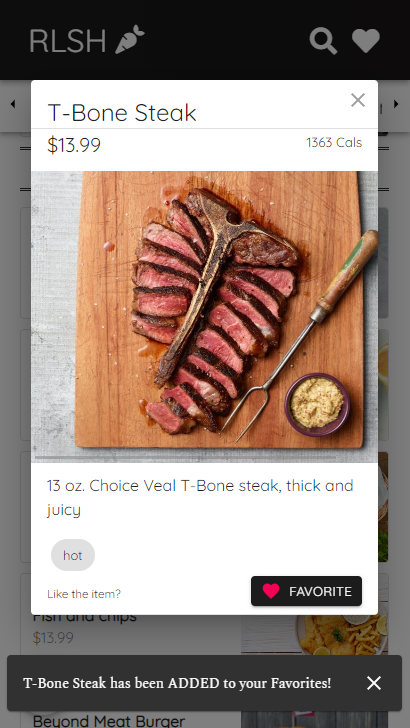 RLSH
T-Bone Steak
$13.99
1363 Cals
13 oz. Choice Veal T-Bone steak, thick and
juicy
hot
Like the item?
FAVORITE
Fish and chips
$13.99
T-Bone Steak has been ADDED to your Favorites!
Beyond Meat Burger